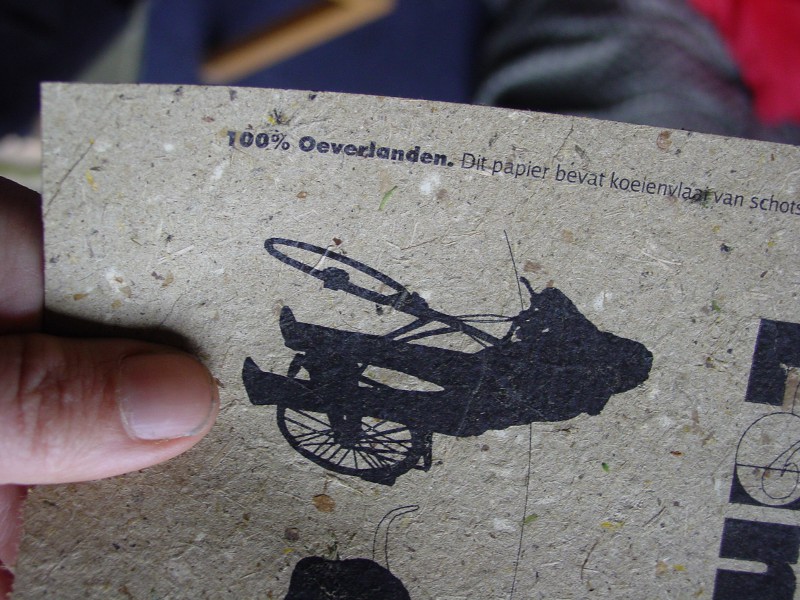 100% Oeverlanden. Dit papier bevat koeienvlaai van schots